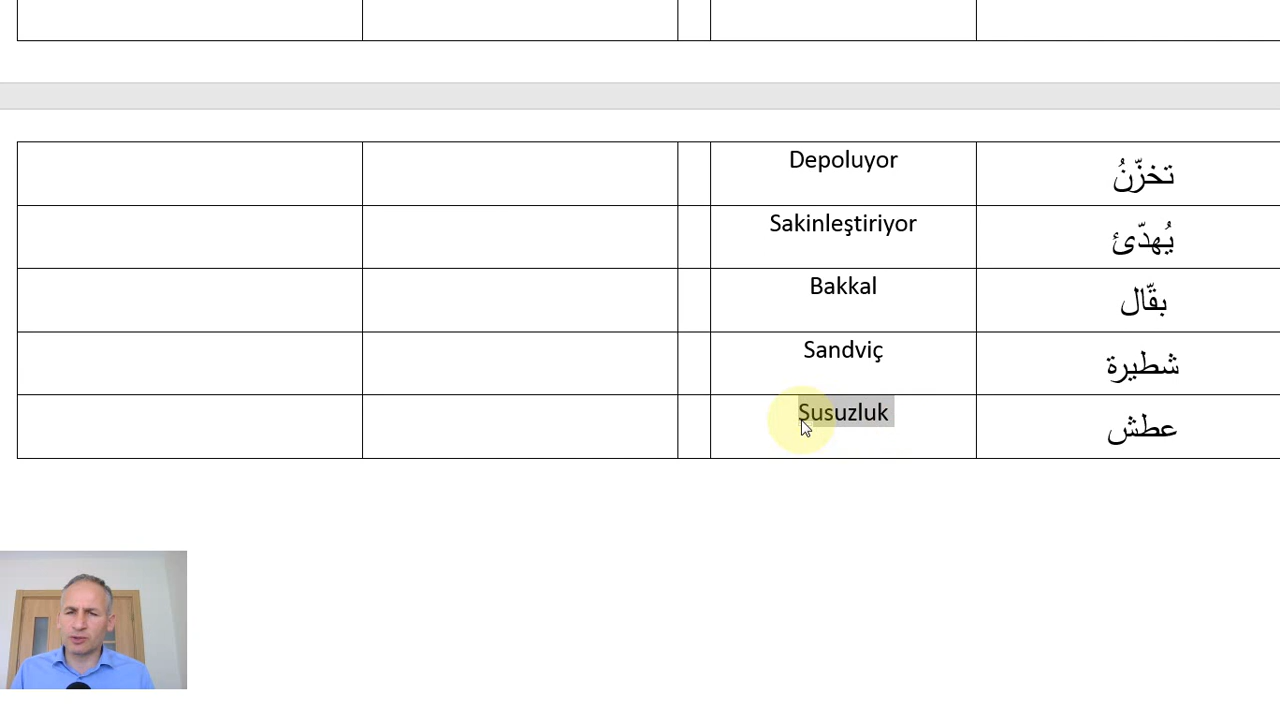 Depoluyor
تخزّنُ
Sakinleştiriyor
يُهدّئ
Bakkal
بقّال
Sandviç
شطيرة
Susuzluk
عطش